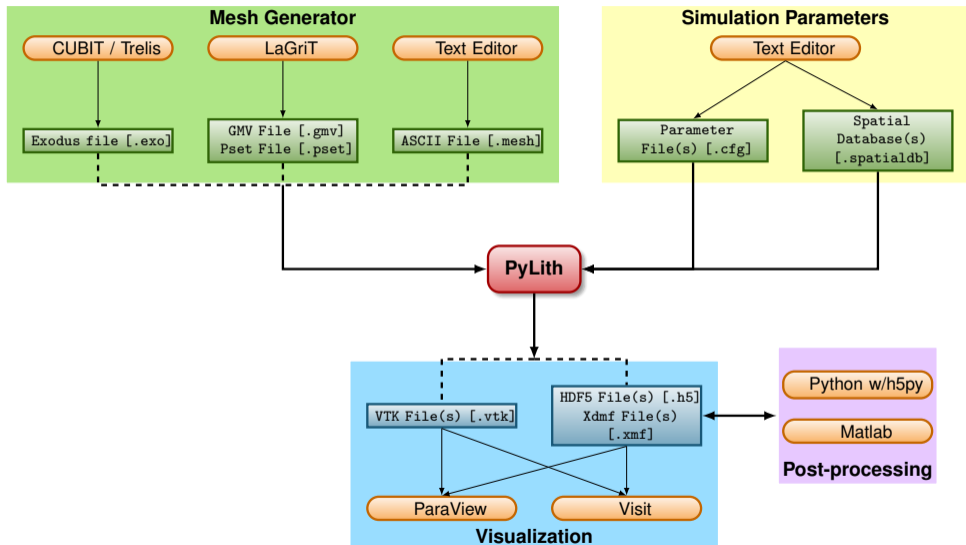 Mesh Generator
CUBIT / Trelis
LaGriT
Text Editor
Exodus file [.exo]
GMV File [.gmv]
Pset File [.pset]
ASCII File [.mesh]
Simulation Parameters
Text Editor
Parameter
File(s) [.cfg]
Spatial
Database(s)
[.spatialdb]
PyLith
VTK File(s) [.vtk]
HDF5 File(s) [.h5]
Xdmf File(s)
[.xmf]
ParaView
Visit
Visualization
Python w/h5py
Matlab
Post-processing